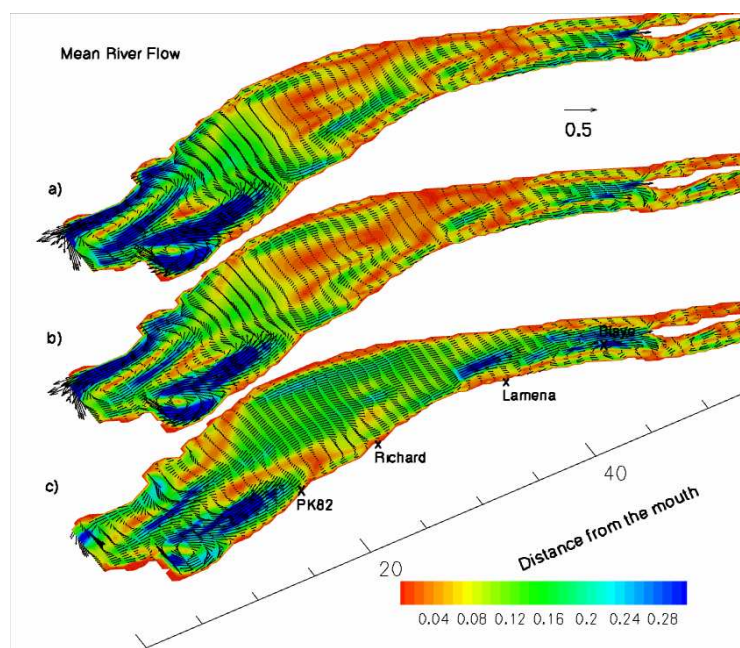 Mean River Flow
0.5
a)
b)
Blaye
Lamena
Richard
c)
PK82
40
Distance from the mouth
20
0.04 0.08 0.12 0.16 0.2 0.24 0.28